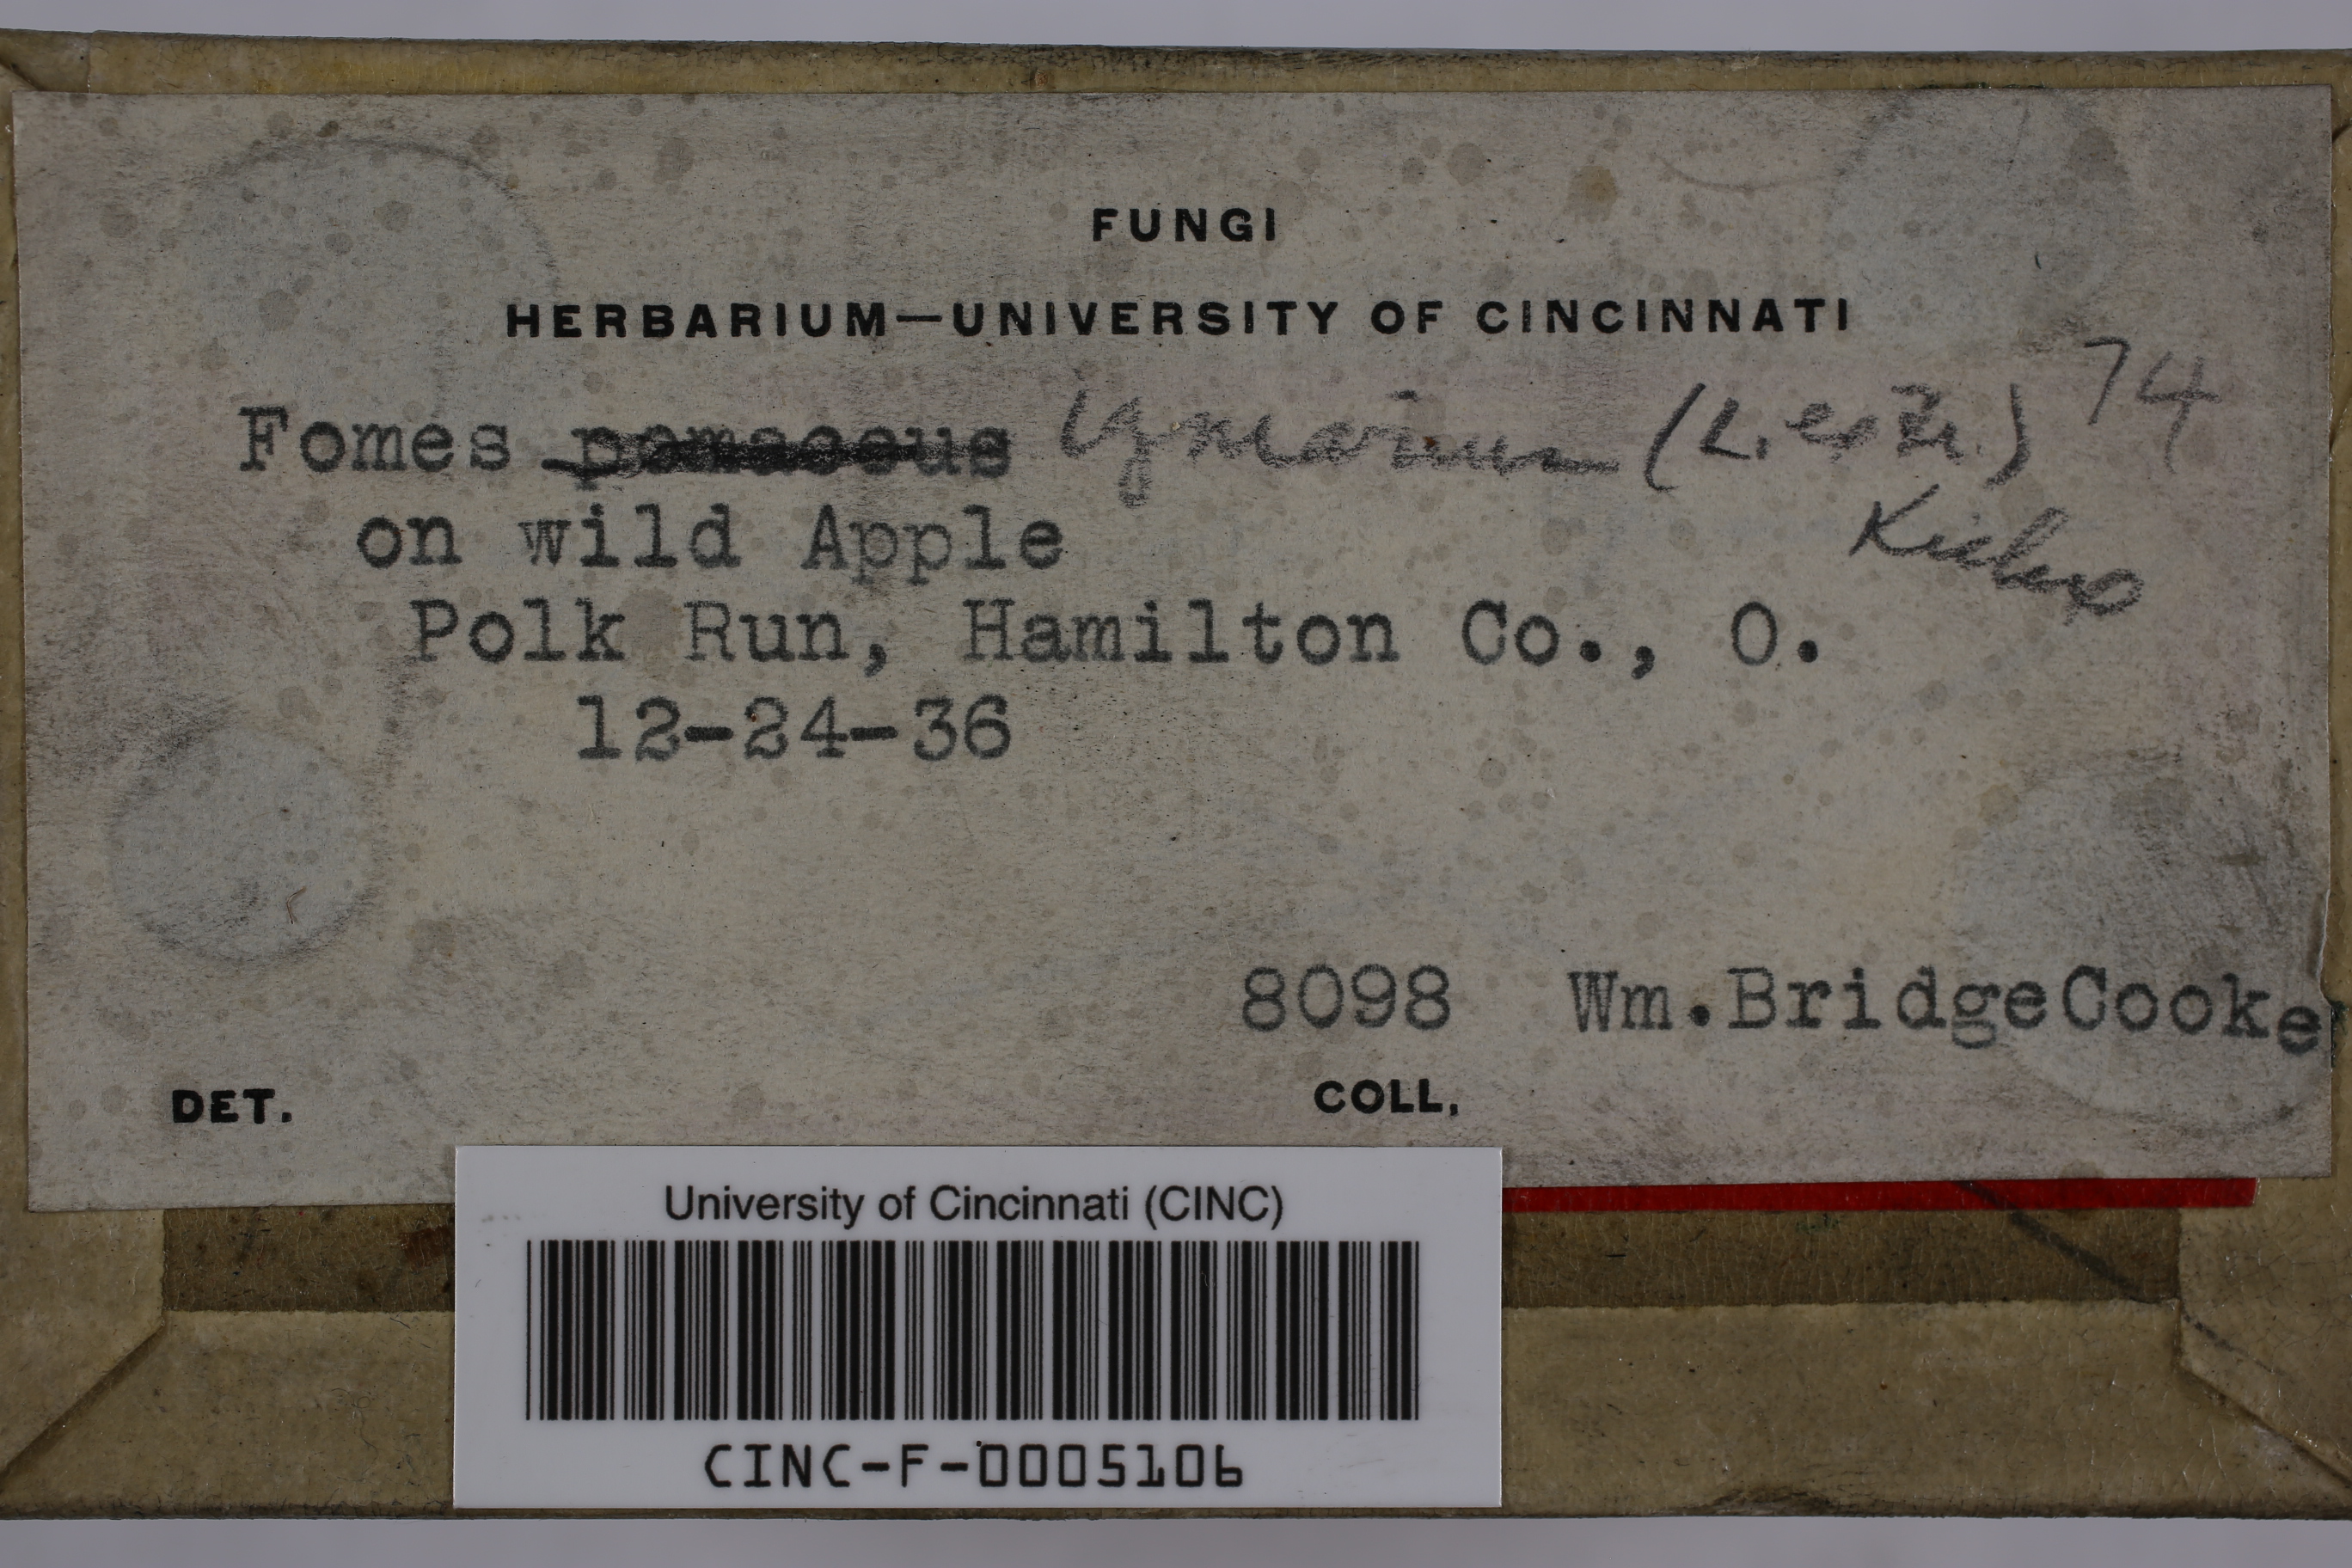 FUNGI
HERBARIUM—UNIVERSITY OF CINCINNATI
Fomes pomaceus igniarius (L. ex Fr.) 74
Kickx
on wild Apple
Polk Run, Hamilton Co., O.
12-24-36
8098 Wm.BridgeCooke
DET. COLL.
University of Cincinnati (CINC)
CINC-F-0005106